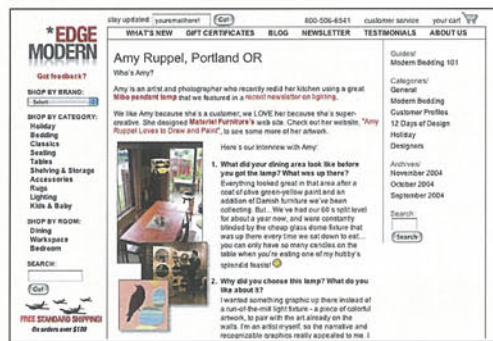 stay updated: youremailhere! Go! 800-506-6541 customer service your cart
*EDGE
MODERN
WHAT'S NEW GIFT CERTIFICATES BLOG NEWSLETTER TESTIMONIALS ABOUT US
Got feedback?
SHOP BY BRAND:
Select
SHOP BY CATEGORY:
Holiday
Bedding
Classics
Seating
Tables
Shelving & Storage
Accessories
Rugs
Lighting
Kids & Baby
SHOP BY ROOM:
Dining
Workspace
Bedroom
SEARCH:
Go!
FREE STANDARD SHIPPING!
On orders over $100
Amy Ruppel, Portland OR
Who's Amy?
Amy is an artist and photographer who recently redid her kitchen using a great
Mibo pendant lamp that we featured in a recent newsletter on lighting.
We like Amy because she's a customer, we LOVE her because she's super-
creative. She designed Material Furniture's web site. Check out her website, "Amy
Ruppel Loves to Draw and Paint", to see some more of her artwork.
Here's our interview with Amy:
1. What did your dining area look like before
you got the lamp? What was up there?
Everything looked great in that area after a
coat of olive green-yellow paint and an
addition of Danish furniture we've been
collecting. But... We've had our 60's split level
for about a year now, and were constantly
blinded by the cheap glass dome fixture that
was up there every time we sat down to eat...
you can only have so many candles on the
table when you're eating one of my hubby's
splendid feasts!
2. Why did you choose this lamp? What do you
like about it?
I wanted something graphic up there instead of
a run-of-the-mill light fixture - a piece of colorful
artwork, to pair with the art already on the
walls. I'm an artist myself, so the narrative and
recognizable graphics really appealed to me. I
Guides/
Modern Bedding 101
Categories/
General
Modern Bedding
Customer Profiles
12 Days of Design
Holiday
Designers
Archives/
November 2004
October 2004
September 2004
Search
Search